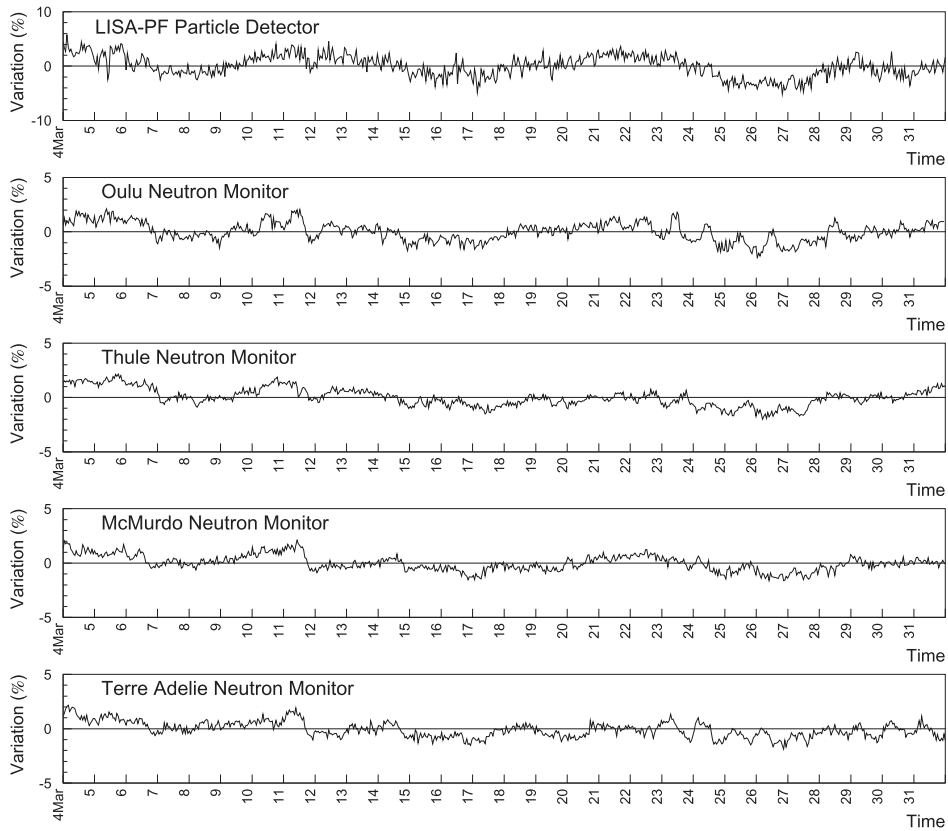 LISA-PF Particle Detector
Variation (%)
10
0
-10
4Mar 5 6 7 8 9 10 11 12 13 14 15 16 17 18 19 20 21 22 23 24 25 26 27 28 29 30 31
Time
Oulu Neutron Monitor
Variation (%)
5
0
-5
4Mar 5 6 7 8 9 10 11 12 13 14 15 16 17 18 19 20 21 22 23 24 25 26 27 28 29 30 31
Time
Thule Neutron Monitor
Variation (%)
5
0
-5
4Mar 5 6 7 8 9 10 11 12 13 14 15 16 17 18 19 20 21 22 23 24 25 26 27 28 29 30 31
Time
McMurdo Neutron Monitor
Variation (%)
5
0
-5
4Mar 5 6 7 8 9 10 11 12 13 14 15 16 17 18 19 20 21 22 23 24 25 26 27 28 29 30 31
Time
Terre Adelie Neutron Monitor
Variation (%)
5
0
-5
4Mar 5 6 7 8 9 10 11 12 13 14 15 16 17 18 19 20 21 22 23 24 25 26 27 28 29 30 31
Time